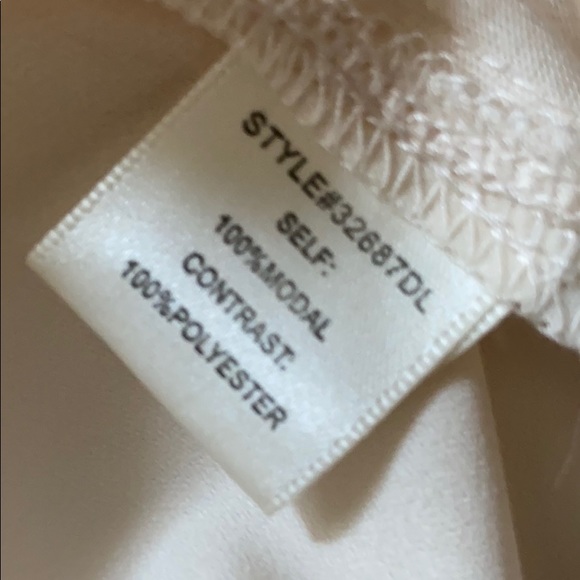 STYLE#32687DL
SELF:
100%MODAL
CONTRAST:
100%POLYESTER